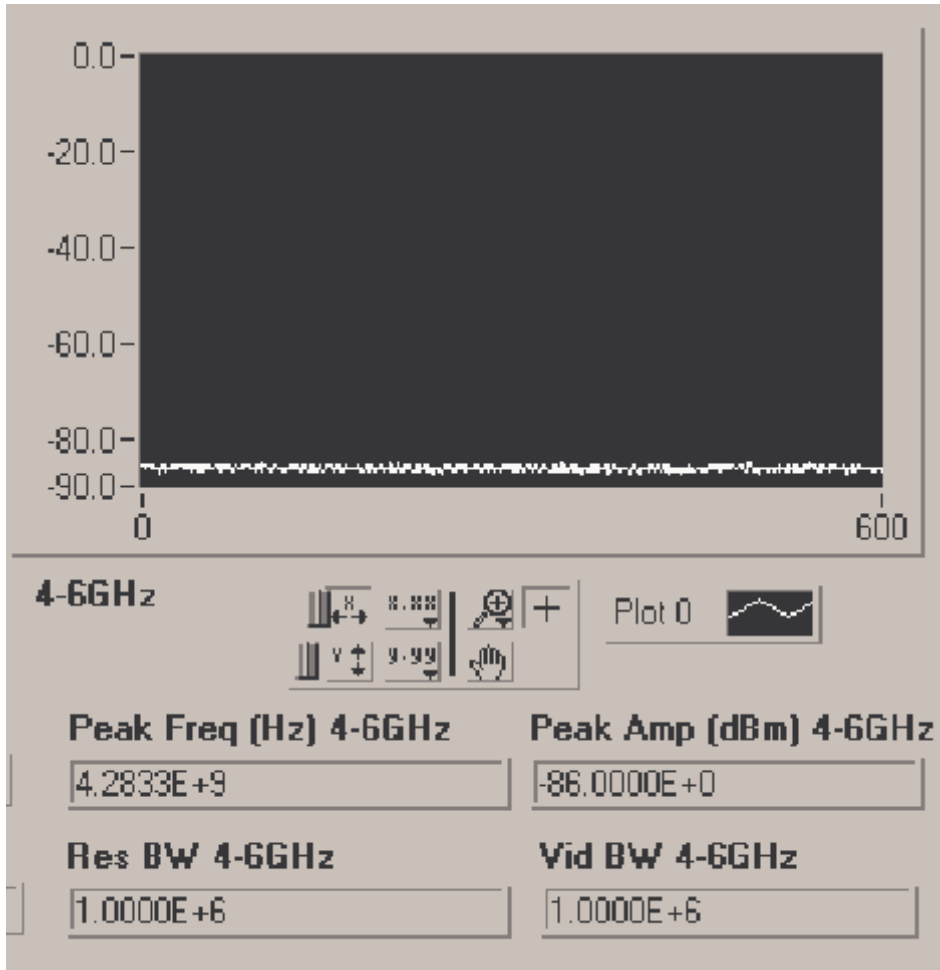 0.0
-20.0
-40.0
-60.0
-80.0
-90.0
0 600
4-6GHz
Plot 0
Peak Freq (Hz) 4-6GHz
Peak Amp (dBm) 4-6GHz
4.2833E+9
-86.0000E+0
Res BW 4-6GHz
Vid BW 4-6GHz
1.0000E+6
1.0000E+6